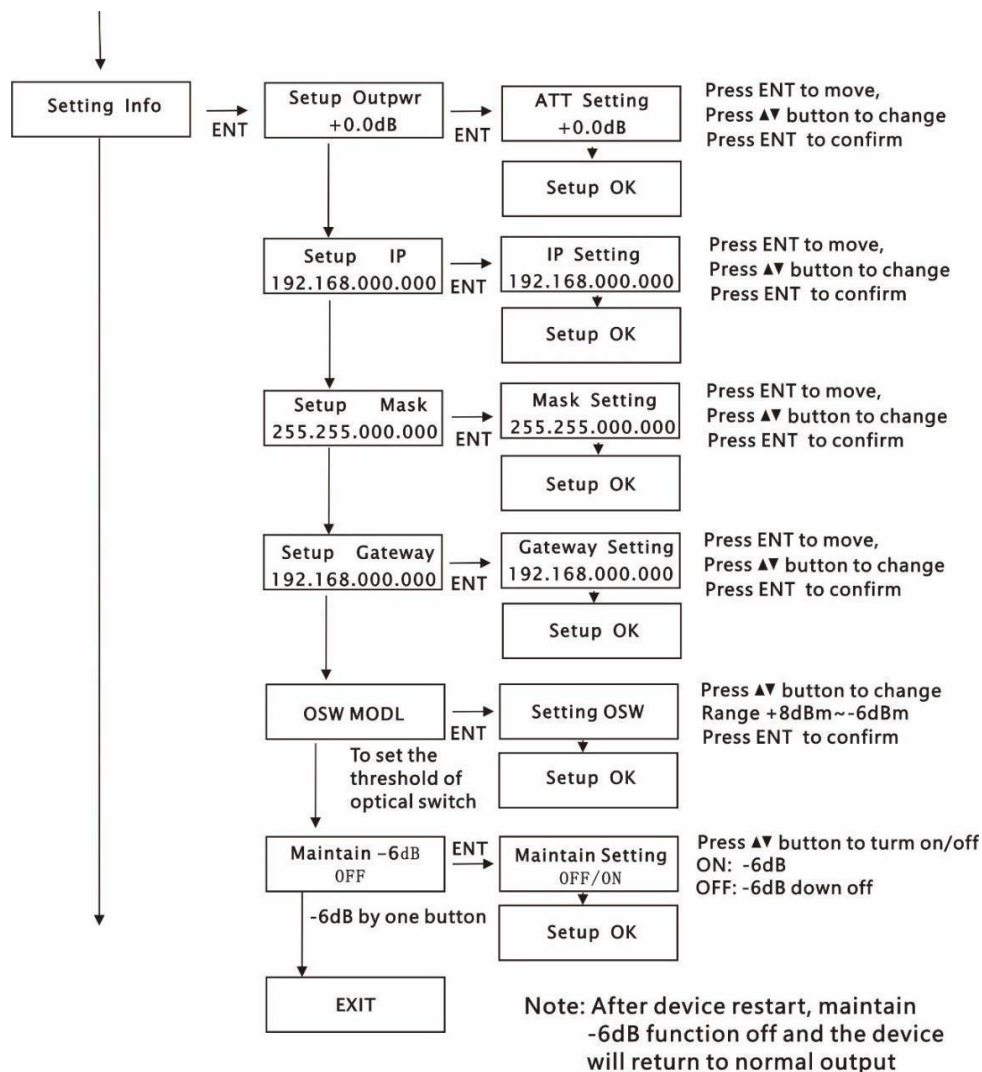 Setting Info
ENT
Setup Outpwr
+0.0dB
ENT
ATT Setting
+0.0dB
Press ENT to move,
Press ▲▼ button to change
Press ENT to confirm
Setup OK
Setup IP
192.168.000.000
ENT
IP Setting
192.168.000.000
Press ENT to move,
Press ▲▼ button to change
Press ENT to confirm
Setup OK
Setup Mask
255.255.000.000
ENT
Mask Setting
255.255.000.000
Press ENT to move,
Press ▲▼ button to change
Press ENT to confirm
Setup OK
Setup Gateway
192.168.000.000
ENT
Gateway Setting
192.168.000.000
Press ENT to move,
Press ▲▼ button to change
Press ENT to confirm
Setup OK
OSW MODL
ENT
Setting OSW
Press ▲▼ button to change
Range +8dBm~-6dBm
Press ENT to confirm
To set the
threshold of
optical switch
Setup OK
Maintain -6dB
OFF
ENT
Maintain Setting
OFF/ON
Press ▲▼ button to turm on/off
ON: -6dB
OFF: -6dB down off
-6dB by one button
Setup OK
EXIT
Note: After device restart, maintain
-6dB function off and the device
will return to normal output